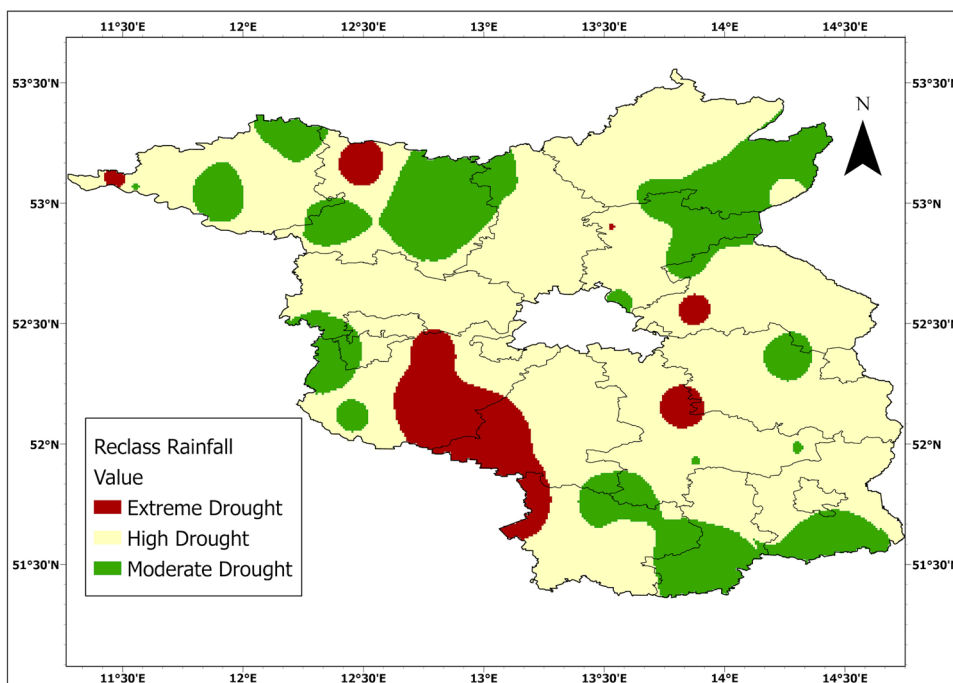 11°30'E 12°E 12°30'E 13°E 13°30'E 14°E 14°30'E
53°30'N 53°30'N
N
53°N 53°N
52°30'N 52°30'N
52°N 52°N
Reclass Rainfall
Value
Extreme Drought
High Drought
Moderate Drought
51°30'N 51°30'N
11°30'E 12°E 12°30'E 13°E 13°30'E 14°E 14°30'E